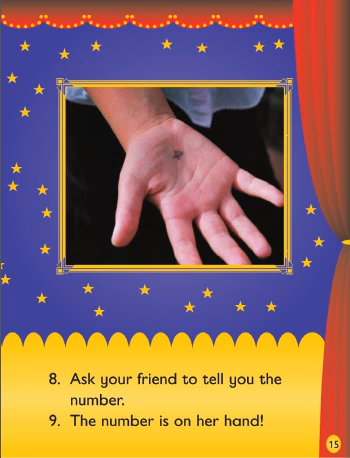 8. Ask your friend to tell you the
number.
9. The number is on her hand!
15